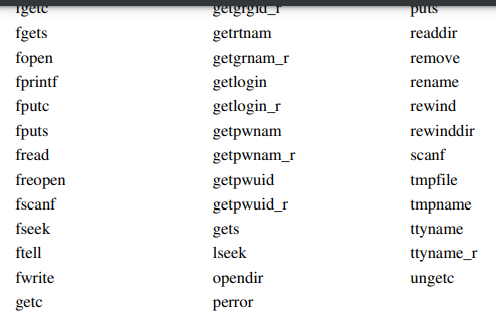 fgetc getgrgid_r puts
fgets getrtnam readdir
fopen getgrnam_r remove
fprintf getlogin rename
fputc getlogin_r rewind
fputs getpwnam rewinddir
fread getpwnam_r scanf
freopen getpwuid tmpfile
fscanf getpwuid_r tmpname
fseek gets ttyname
ftell lseek ttyname_r
fwrite opendir ungetc
getc perror